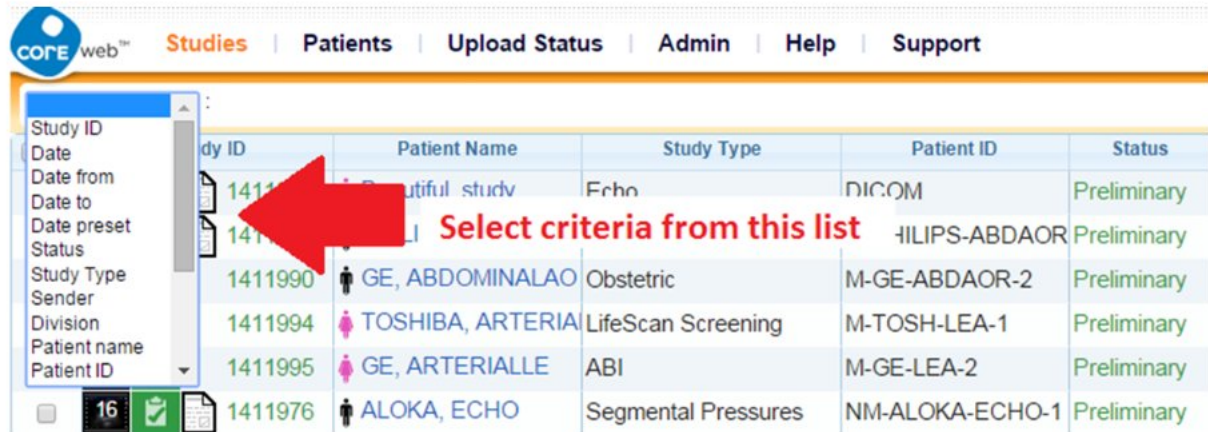 core web™ Studies Patients Upload Status Admin Help Support
:
Study ID
Date
Date from
Date to
Date preset
Status
Study Type
Sender
Division
Patient name
Patient ID
dy ID Patient Name Study Type Patient ID Status
1411 study Echo DICOM Preliminary
Select criteria from this list
HILIPS-ABDAOR Preliminary
1411990 GE, ABDOMINALAO Obstetric M-GE-ABDAOR-2 Preliminary
1411994 TOSHIBA, ARTERIA LifeScan Screening M-TOSH-LEA-1 Preliminary
1411995 GE, ARTERIALLE ABI M-GE-LEA-2 Preliminary
16 1411976 ALOKA, ECHO Segmental Pressures NM-ALOKA-ECHO-1 Preliminary